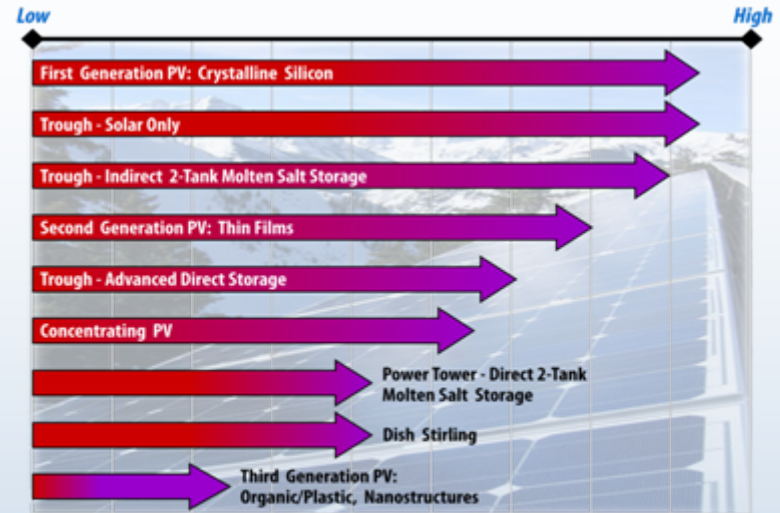 Low High
First Generation PV: Crystalline Silicon
Trough - Solar Only
Trough - Indirect 2-Tank Molten Salt Storage
Second Generation PV: Thin Films
Trough - Advanced Direct Storage
Concentrating PV
Power Tower - Direct 2-Tank
Molten Salt Storage
Dish Stirling
Third Generation PV:
Organic/Plastic, Nanostructures